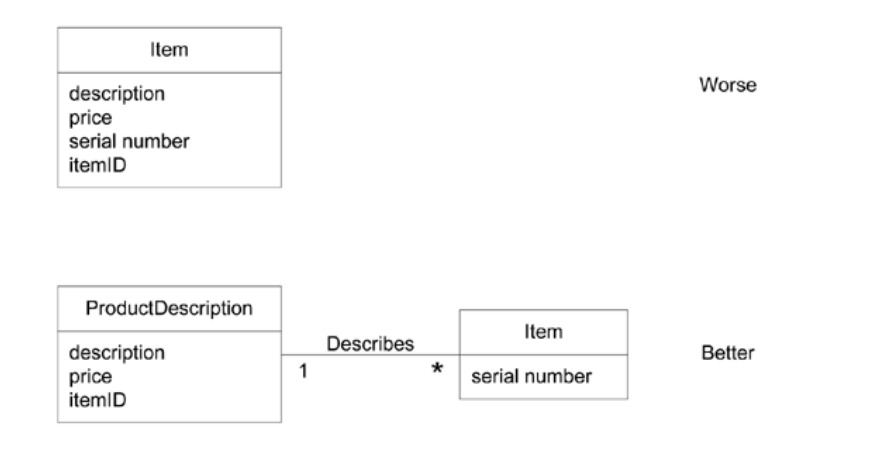 Item
description
price
serial number
itemID
Worse
ProductDescription
description
price
itemID
Describes
1
*
Item
serial number
Better